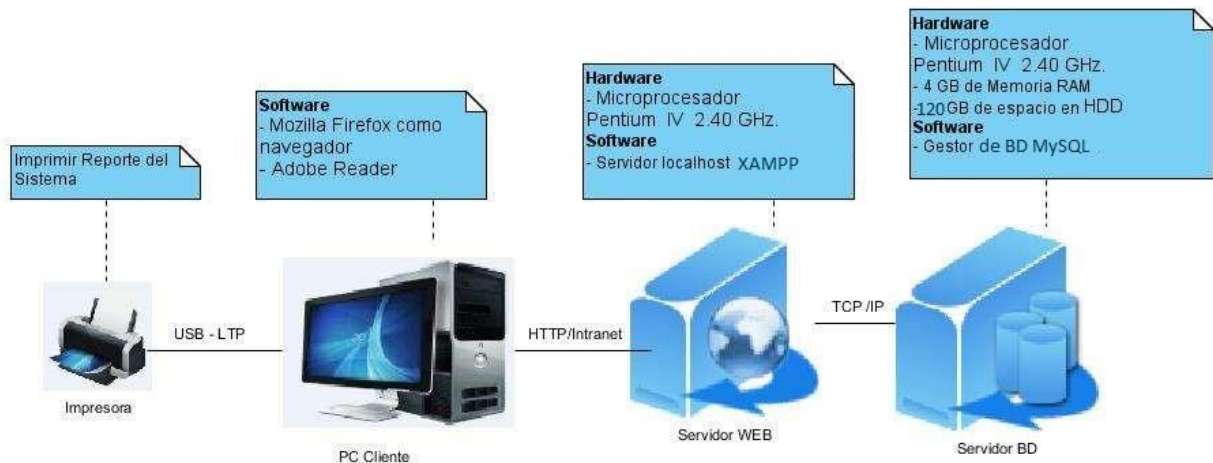 Imprimir Reporte del
Sistema
Software
- Mozilla Firefox como
navegador
- Adobe Reader
Hardware
- Microprocesador
Pentium IV 2.40 GHz.
Software
- Servidor localhost XAMPP
Hardware
- Microprocesador
Pentium IV 2.40 GHz.
- 4 GB de Memoria RAM
-120GB de espacio en HDD
Software
- Gestor de BD MySQL
USB - LTP
HTTP/Intranet
TCP /IP
Impresora
PC Cliente
Servidor WEB
Servidor BD